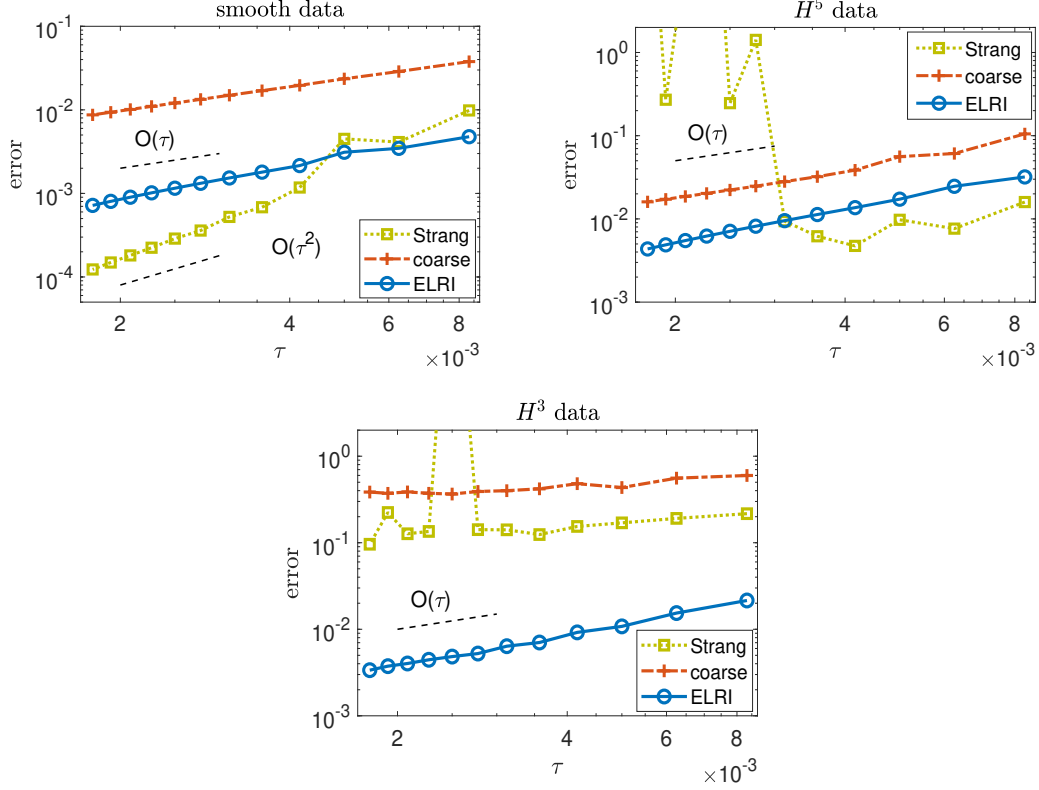 smooth data
10^{-1}
10^{-2}
10^{-3}
10^{-4}
error
O(τ)
O(τ^2)
Strang
coarse
ELRI
2
4
6
8
τ
×10^{-3}
H^5 data
10^0
10^{-1}
10^{-2}
10^{-3}
error
O(τ)
Strang
coarse
ELRI
2
4
6
8
τ
×10^{-3}
H^3 data
10^0
10^{-1}
10^{-2}
10^{-3}
error
O(τ)
Strang
coarse
ELRI
2
4
6
8
τ
×10^{-3}